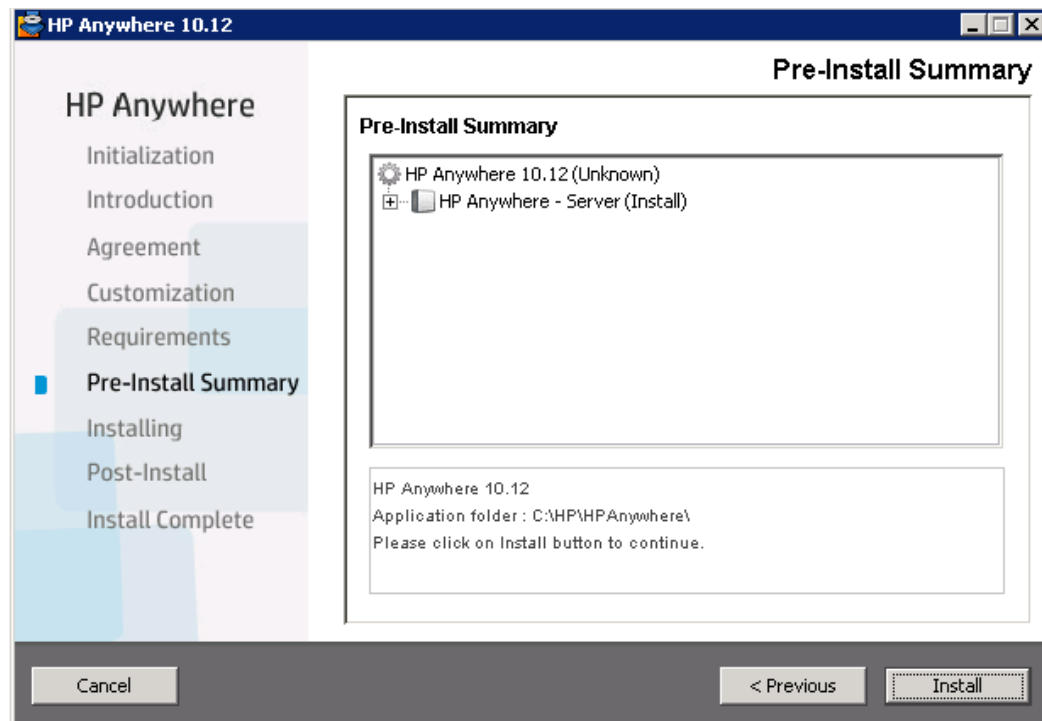 HP Anywhere 10.12
Pre-Install Summary
HP Anywhere
Initialization
Introduction
Agreement
Customization
Requirements
Pre-Install Summary
Installing
Post-Install
Install Complete
Pre-Install Summary
HP Anywhere 10.12 (Unknown)
HP Anywhere - Server (Install)
HP Anywhere 10.12
Application folder : C:\HP\HPAnywhere\
Please click on Install button to continue.
Cancel
< Previous
Install